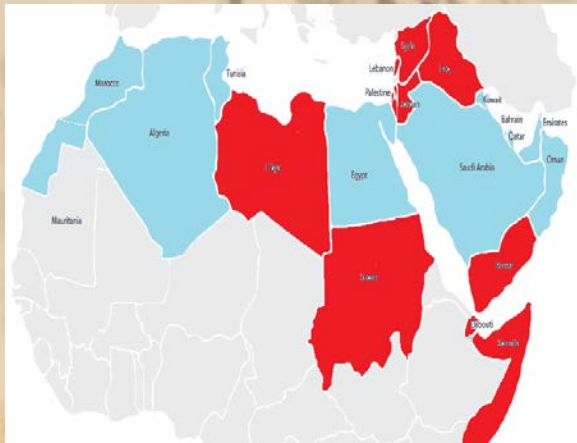 Syria
Lebanon
Iraq
Morocco
Tunisia
Palestine
Jordan
Kuwait
Algeria
Libya
Egypt
Bahrain
Emirates
Qatar
Saudi Arabia
Oman
Mauritania
Yemen
Sudan
Djibouti
Somalia